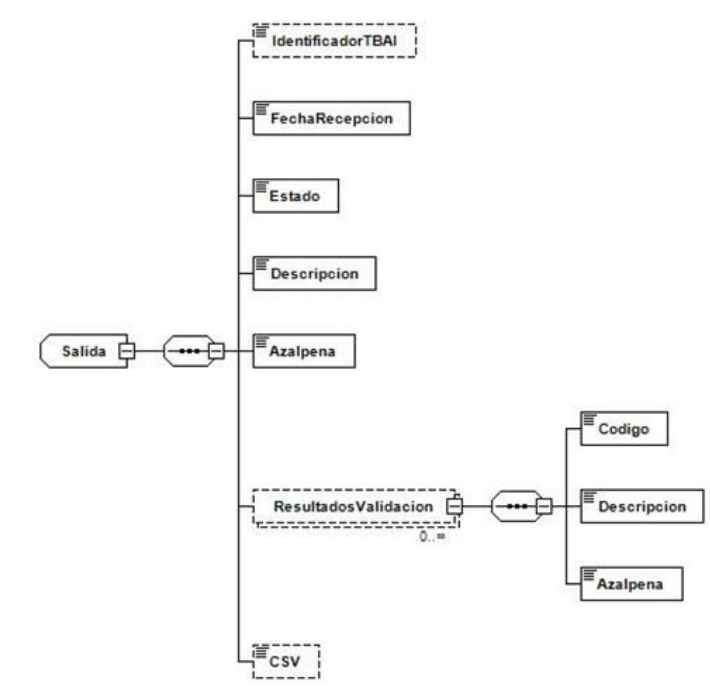 IdentificadorTBAI
FechaRecepcion
Estado
Descripcion
Salida
Azalpena
Codigo
ResultadosValidacion
Descripcion
0..∞
Azalpena
CSV